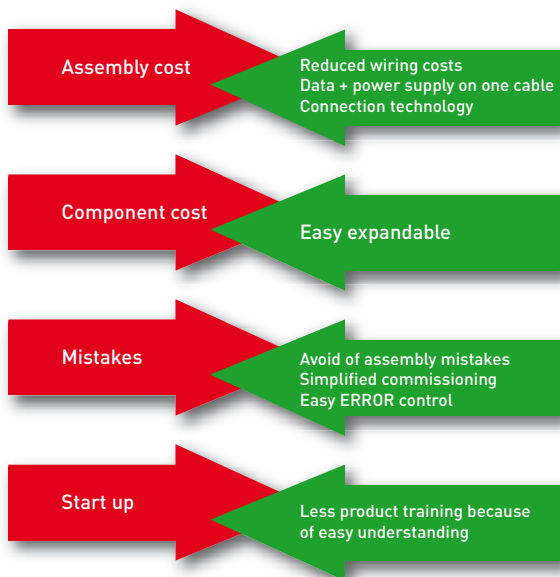 Assembly cost
Reduced wiring costs
Data + power supply on one cable
Connection technology
Component cost
Easy expandable
Mistakes
Avoid of assembly mistakes
Simplified commissioning
Easy ERROR control
Start up
Less product training because
of easy understanding